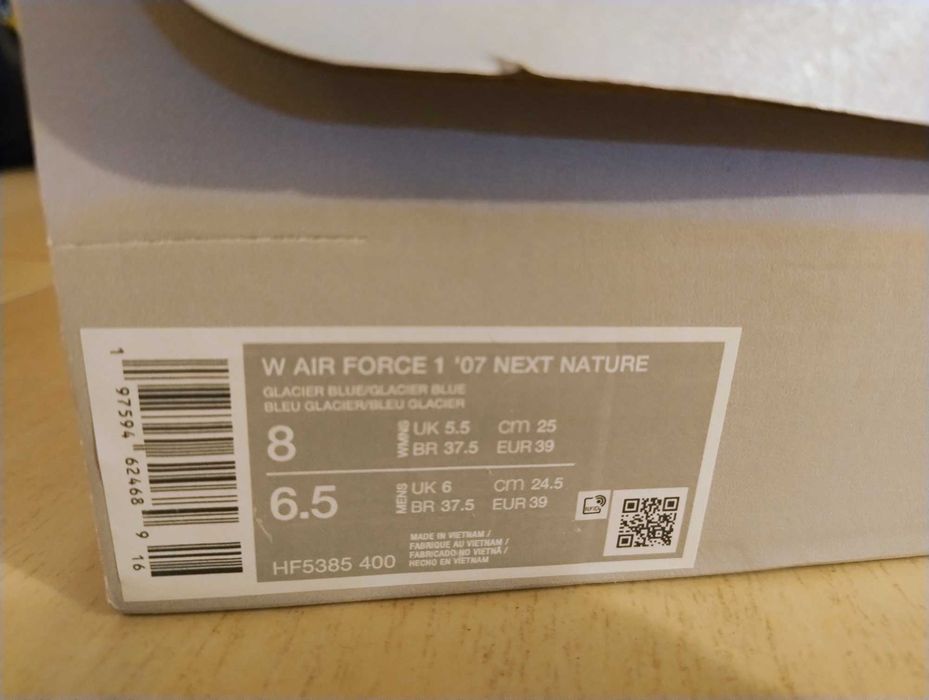 1 97594 62468 9 16
W AIR FORCE 1 '07 NEXT NATURE
GLACIER BLUE/GLACIER BLUE
BLEU GLACIER/BLEU GLACIER
8
WMNS
UK 5.5 cm 25
BR 37.5 EUR 39
6.5
MENS
UK 6 cm 24.5
BR 37.5 EUR 39
MADE IN VIETNAM /
FABRIQUE AU VIETNAM /
FABRICADO NO VIETNÃ /
HECHO EN VIETNAM
HF5385 400
RFID